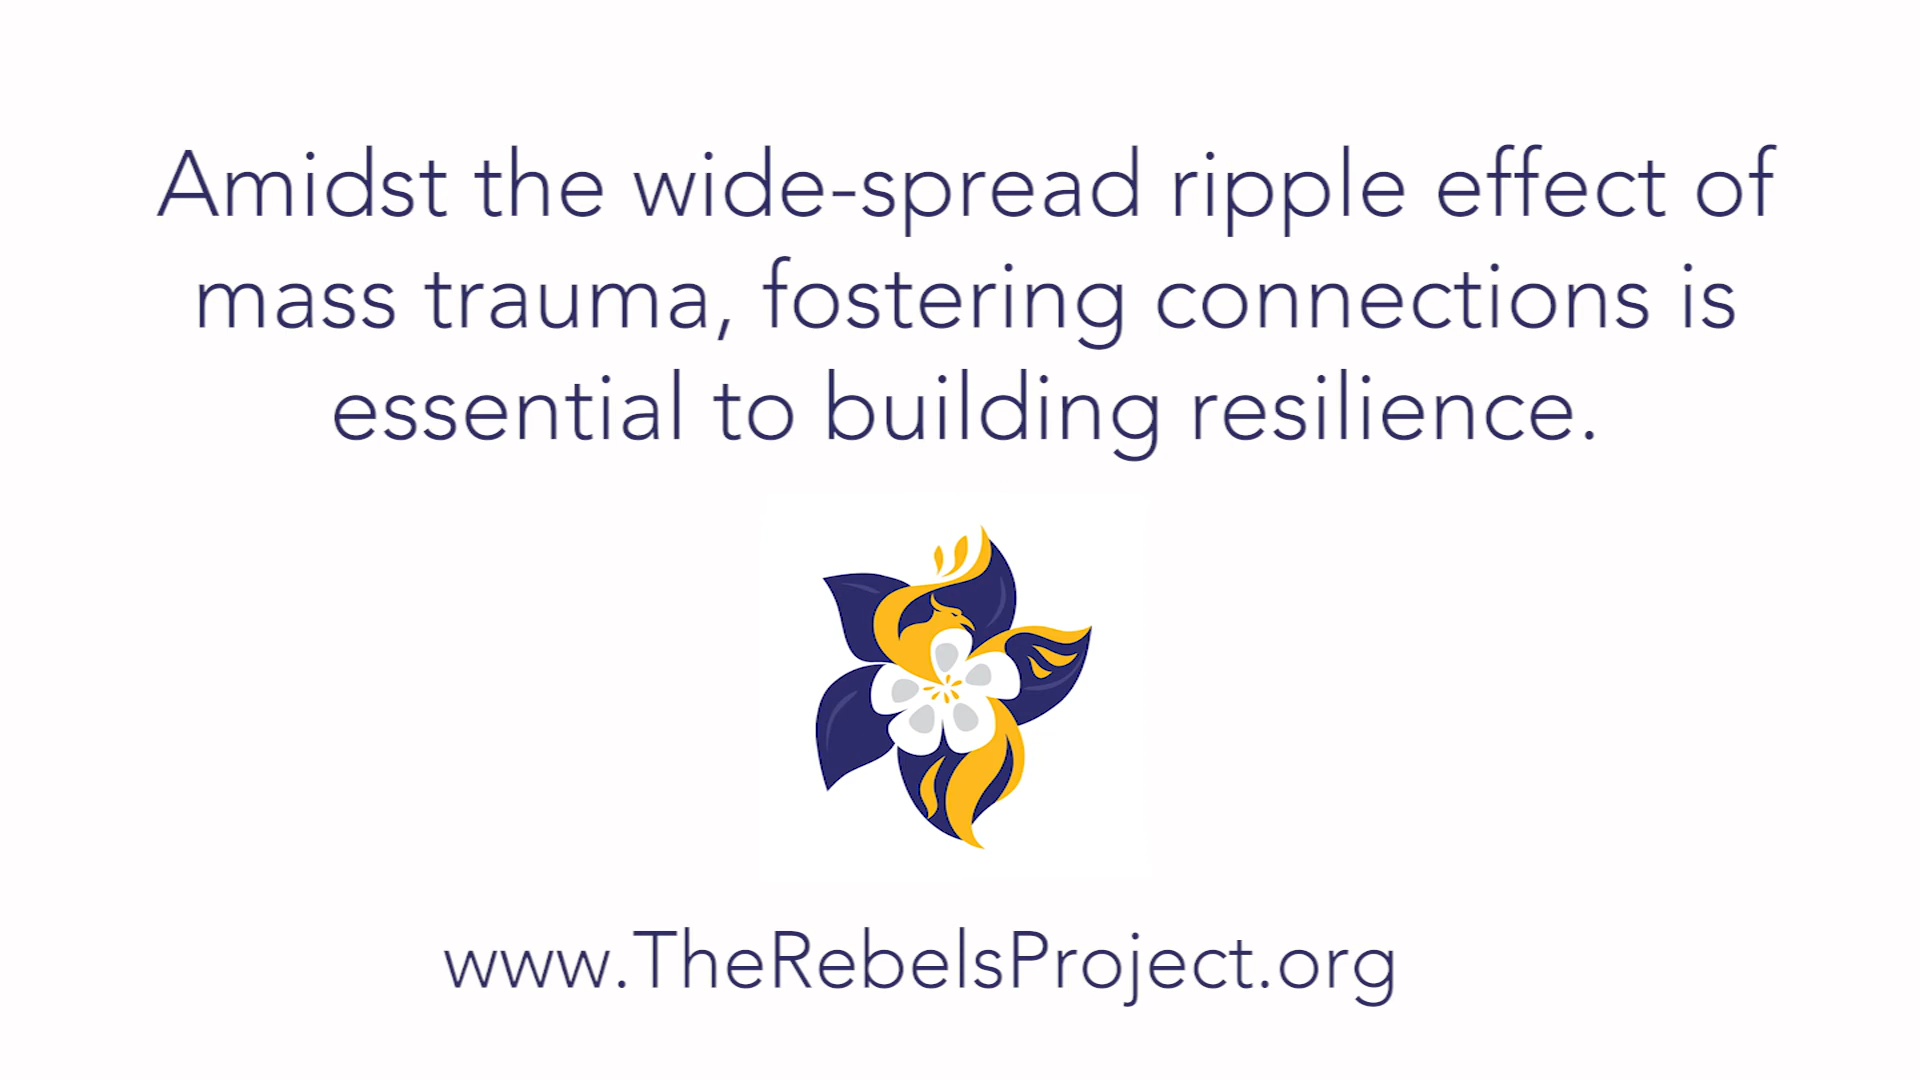 Amidst the wide-spread ripple effect of
mass trauma, fostering connections is
essential to building resilience.
www.TheRebelsProject.org